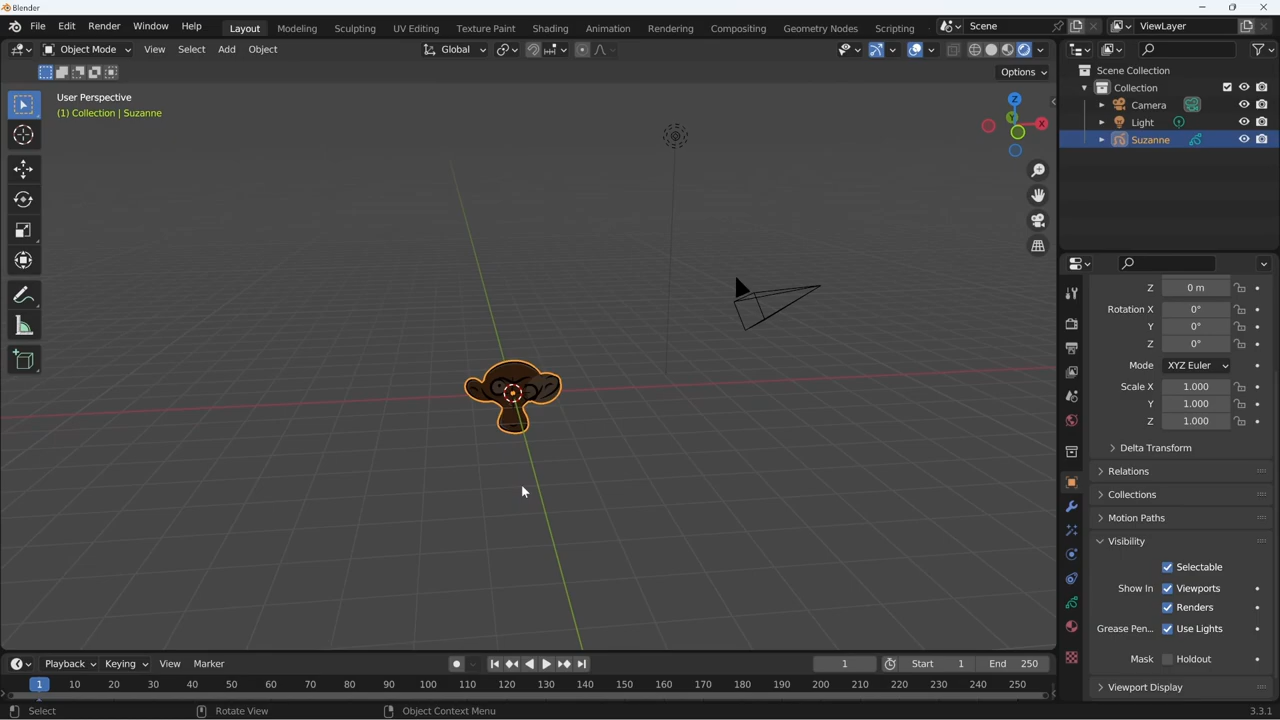 Blender
File Edit Render Window Help Layout Modeling Sculpting UV Editing Texture Paint Shading Animation Rendering Compositing Geometry Nodes Scripting Scene ViewLayer
Object Mode View Select Add Object Global
Options
User Perspective
(1) Collection | Suzanne
Z
Y
X
Scene Collection
Collection
Camera
Light
Suzanne
Z 0 m
Rotation X 0°
Y 0°
Z 0°
Mode XYZ Euler
Scale X 1.000
Y 1.000
Z 1.000
Delta Transform
Relations
Collections
Motion Paths
Visibility
Selectable
Show In Viewports
Renders
Grease Pen... Use Lights
Mask Holdout
Viewport Display
Playback Keying View Marker 1 Start 1 End 250
1 10 20 30 40 50 60 70 80 90 100 110 120 130 140 150 160 170 180 190 200 210 220 230 240 250
Select Rotate View Object Context Menu 3.3.1